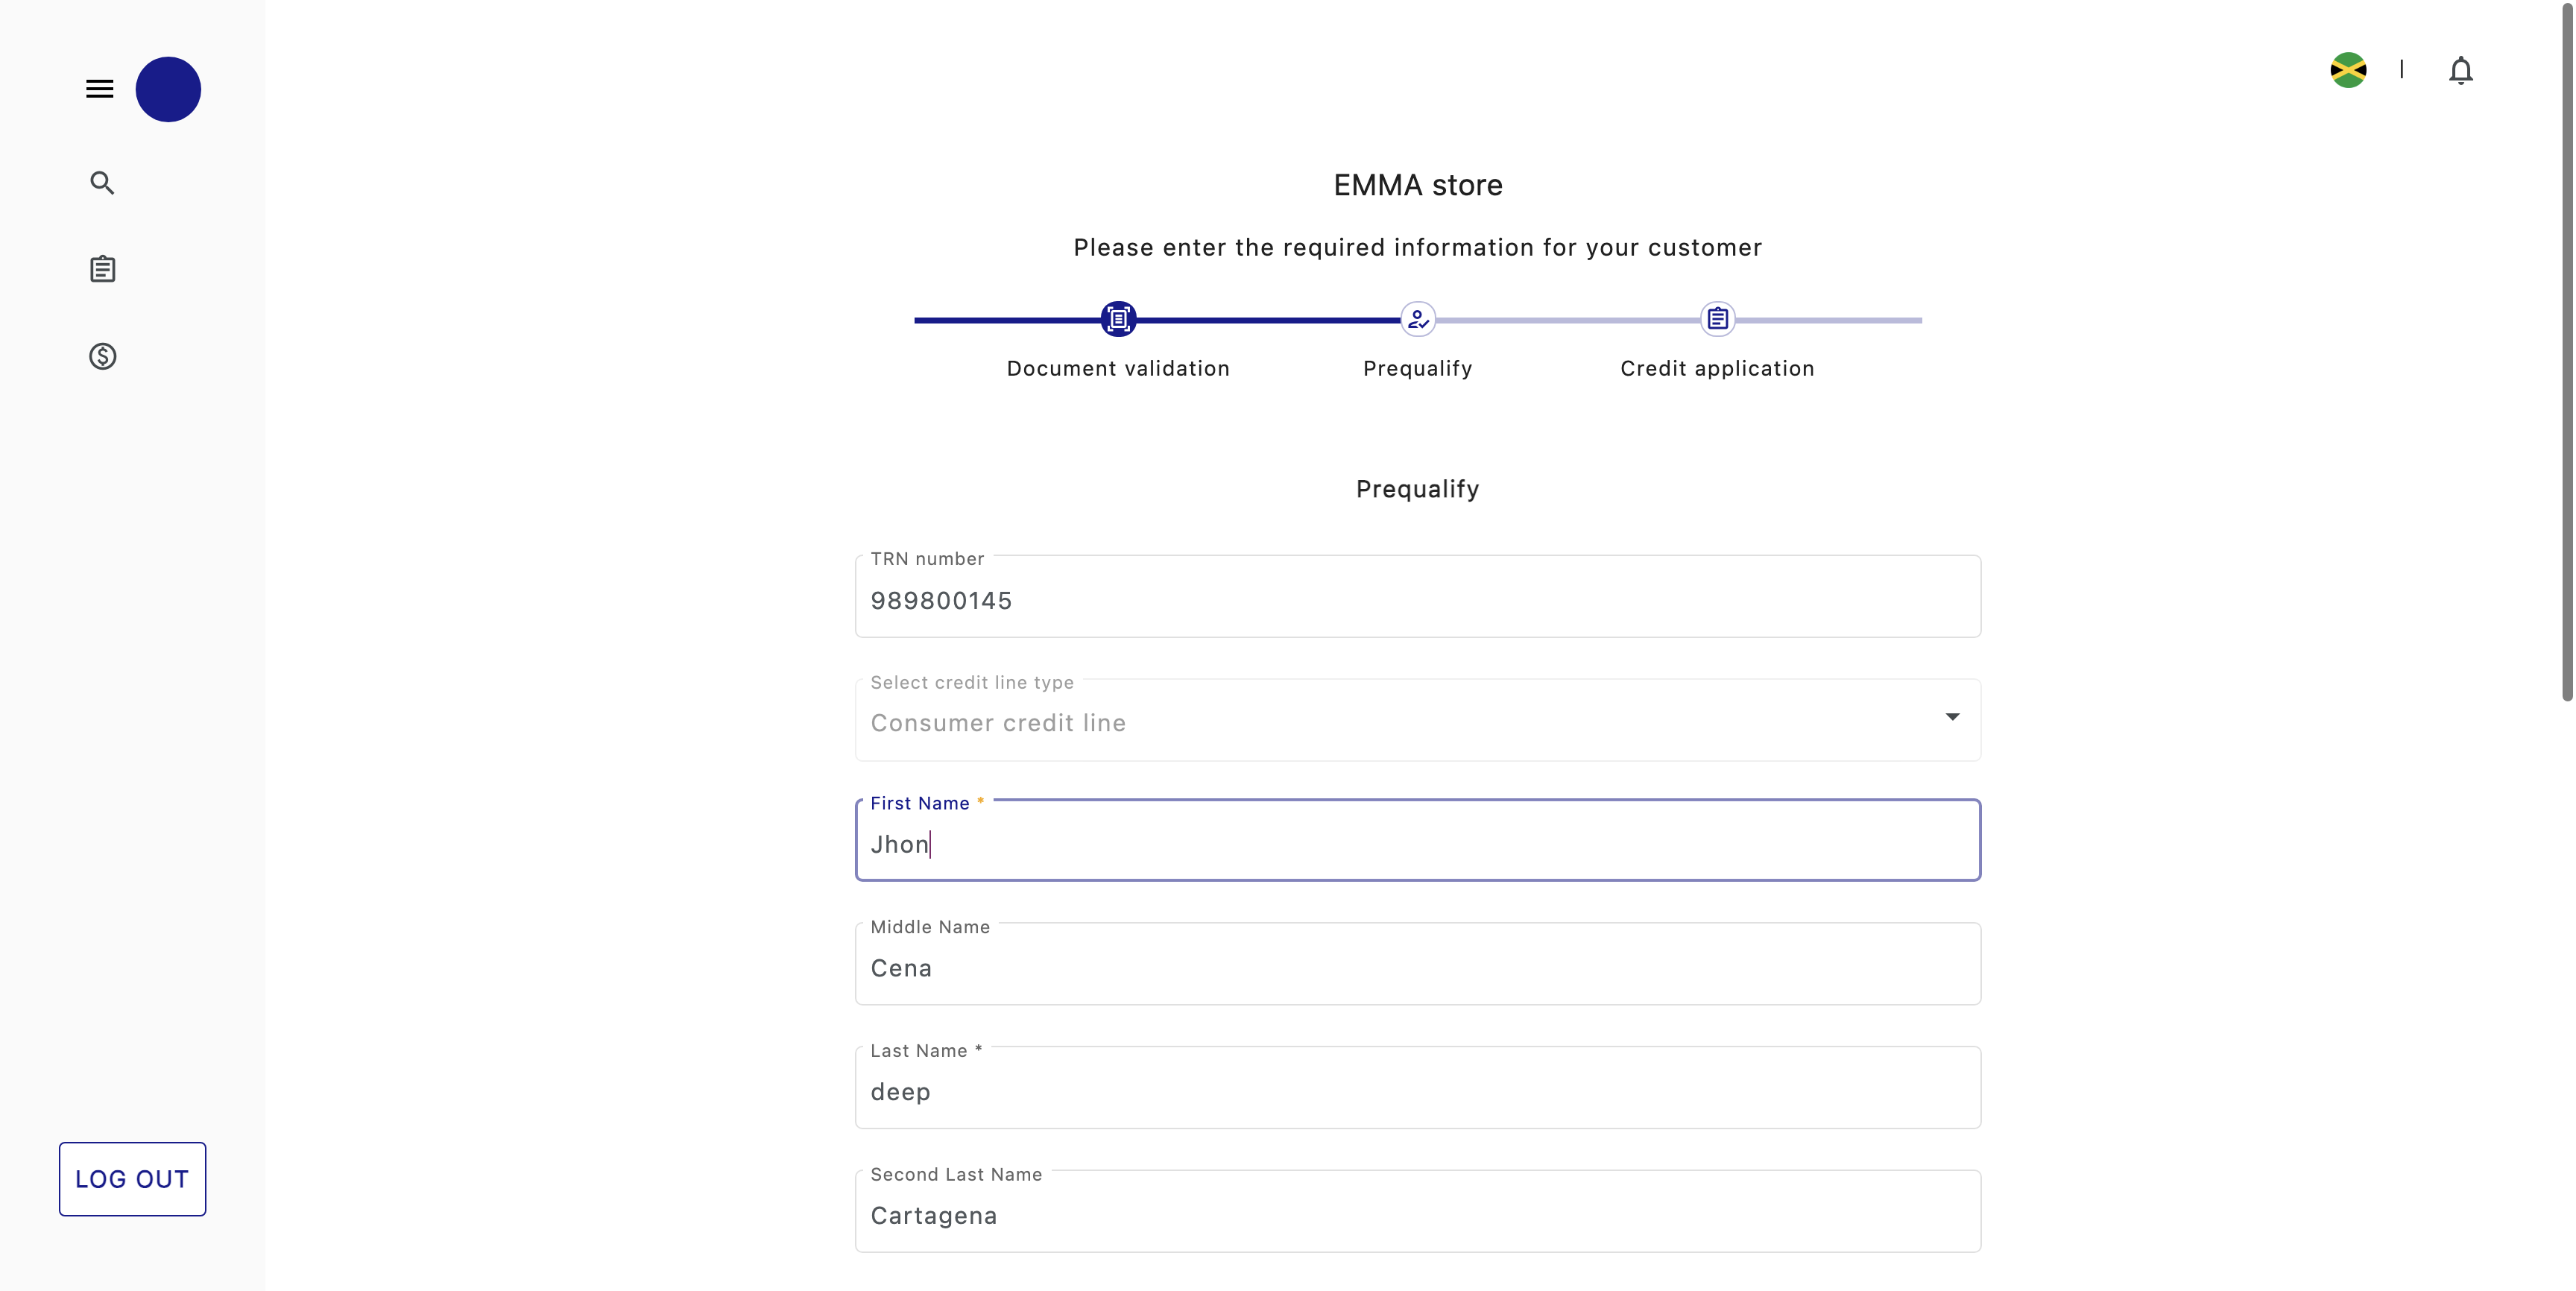 EMMA store
Please enter the required information for your customer
Document validation
Prequalify
Credit application
Prequalify
TRN number
989800145
Select credit line type
Consumer credit line
First Name *
Jhon
Middle Name
Cena
Last Name *
deep
Second Last Name
Cartagena
LOG OUT